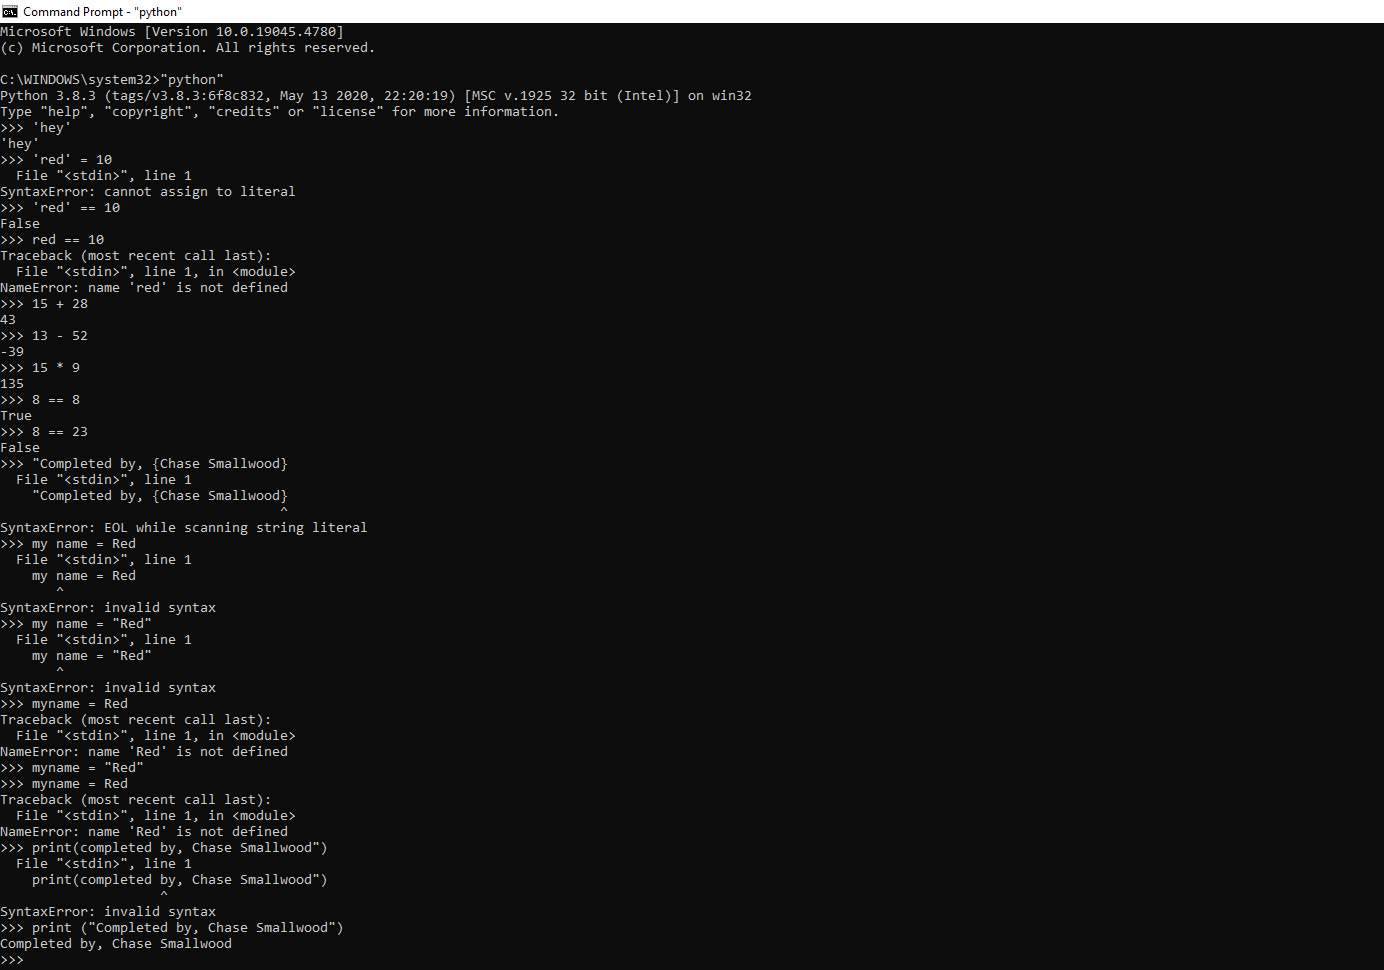 Command Prompt - "python"
Microsoft Windows [Version 10.0.19045.4780]
(c) Microsoft Corporation. All rights reserved.
C:\WINDOWS\system32>"python"
Python 3.8.3 (tags/v3.8.3:6f8c832, May 13 2020, 22:20:19) [MSC v.1925 32 bit (Intel)] on win32
Type "help", "copyright", "credits" or "license" for more information.
>>> 'hey'
'hey'
>>> 'red' = 10
  File "<stdin>", line 1
SyntaxError: cannot assign to literal
>>> 'red' == 10
False
>>> red == 10
Traceback (most recent call last):
  File "<stdin>", line 1, in <module>
NameError: name 'red' is not defined
>>> 15 + 28
43
>>> 13 - 52
-39
>>> 15 * 9
135
>>> 8 == 8
True
>>> 8 == 23
False
>>> "Completed by, {Chase Smallwood}
  File "<stdin>", line 1
    "Completed by, {Chase Smallwood}
                                   ^
SyntaxError: EOL while scanning string literal
>>> my name = Red
  File "<stdin>", line 1
    my name = Red
       ^
SyntaxError: invalid syntax
>>> my name = "Red"
  File "<stdin>", line 1
    my name = "Red"
       ^
SyntaxError: invalid syntax
>>> myname = Red
Traceback (most recent call last):
  File "<stdin>", line 1, in <module>
NameError: name 'Red' is not defined
>>> myname = "Red"
>>> myname = Red
Traceback (most recent call last):
  File "<stdin>", line 1, in <module>
NameError: name 'Red' is not defined
>>> print(completed by, Chase Smallwood")
  File "<stdin>", line 1
    print(completed by, Chase Smallwood")
                    ^
SyntaxError: invalid syntax
>>> print ("Completed by, Chase Smallwood")
Completed by, Chase Smallwood
>>>